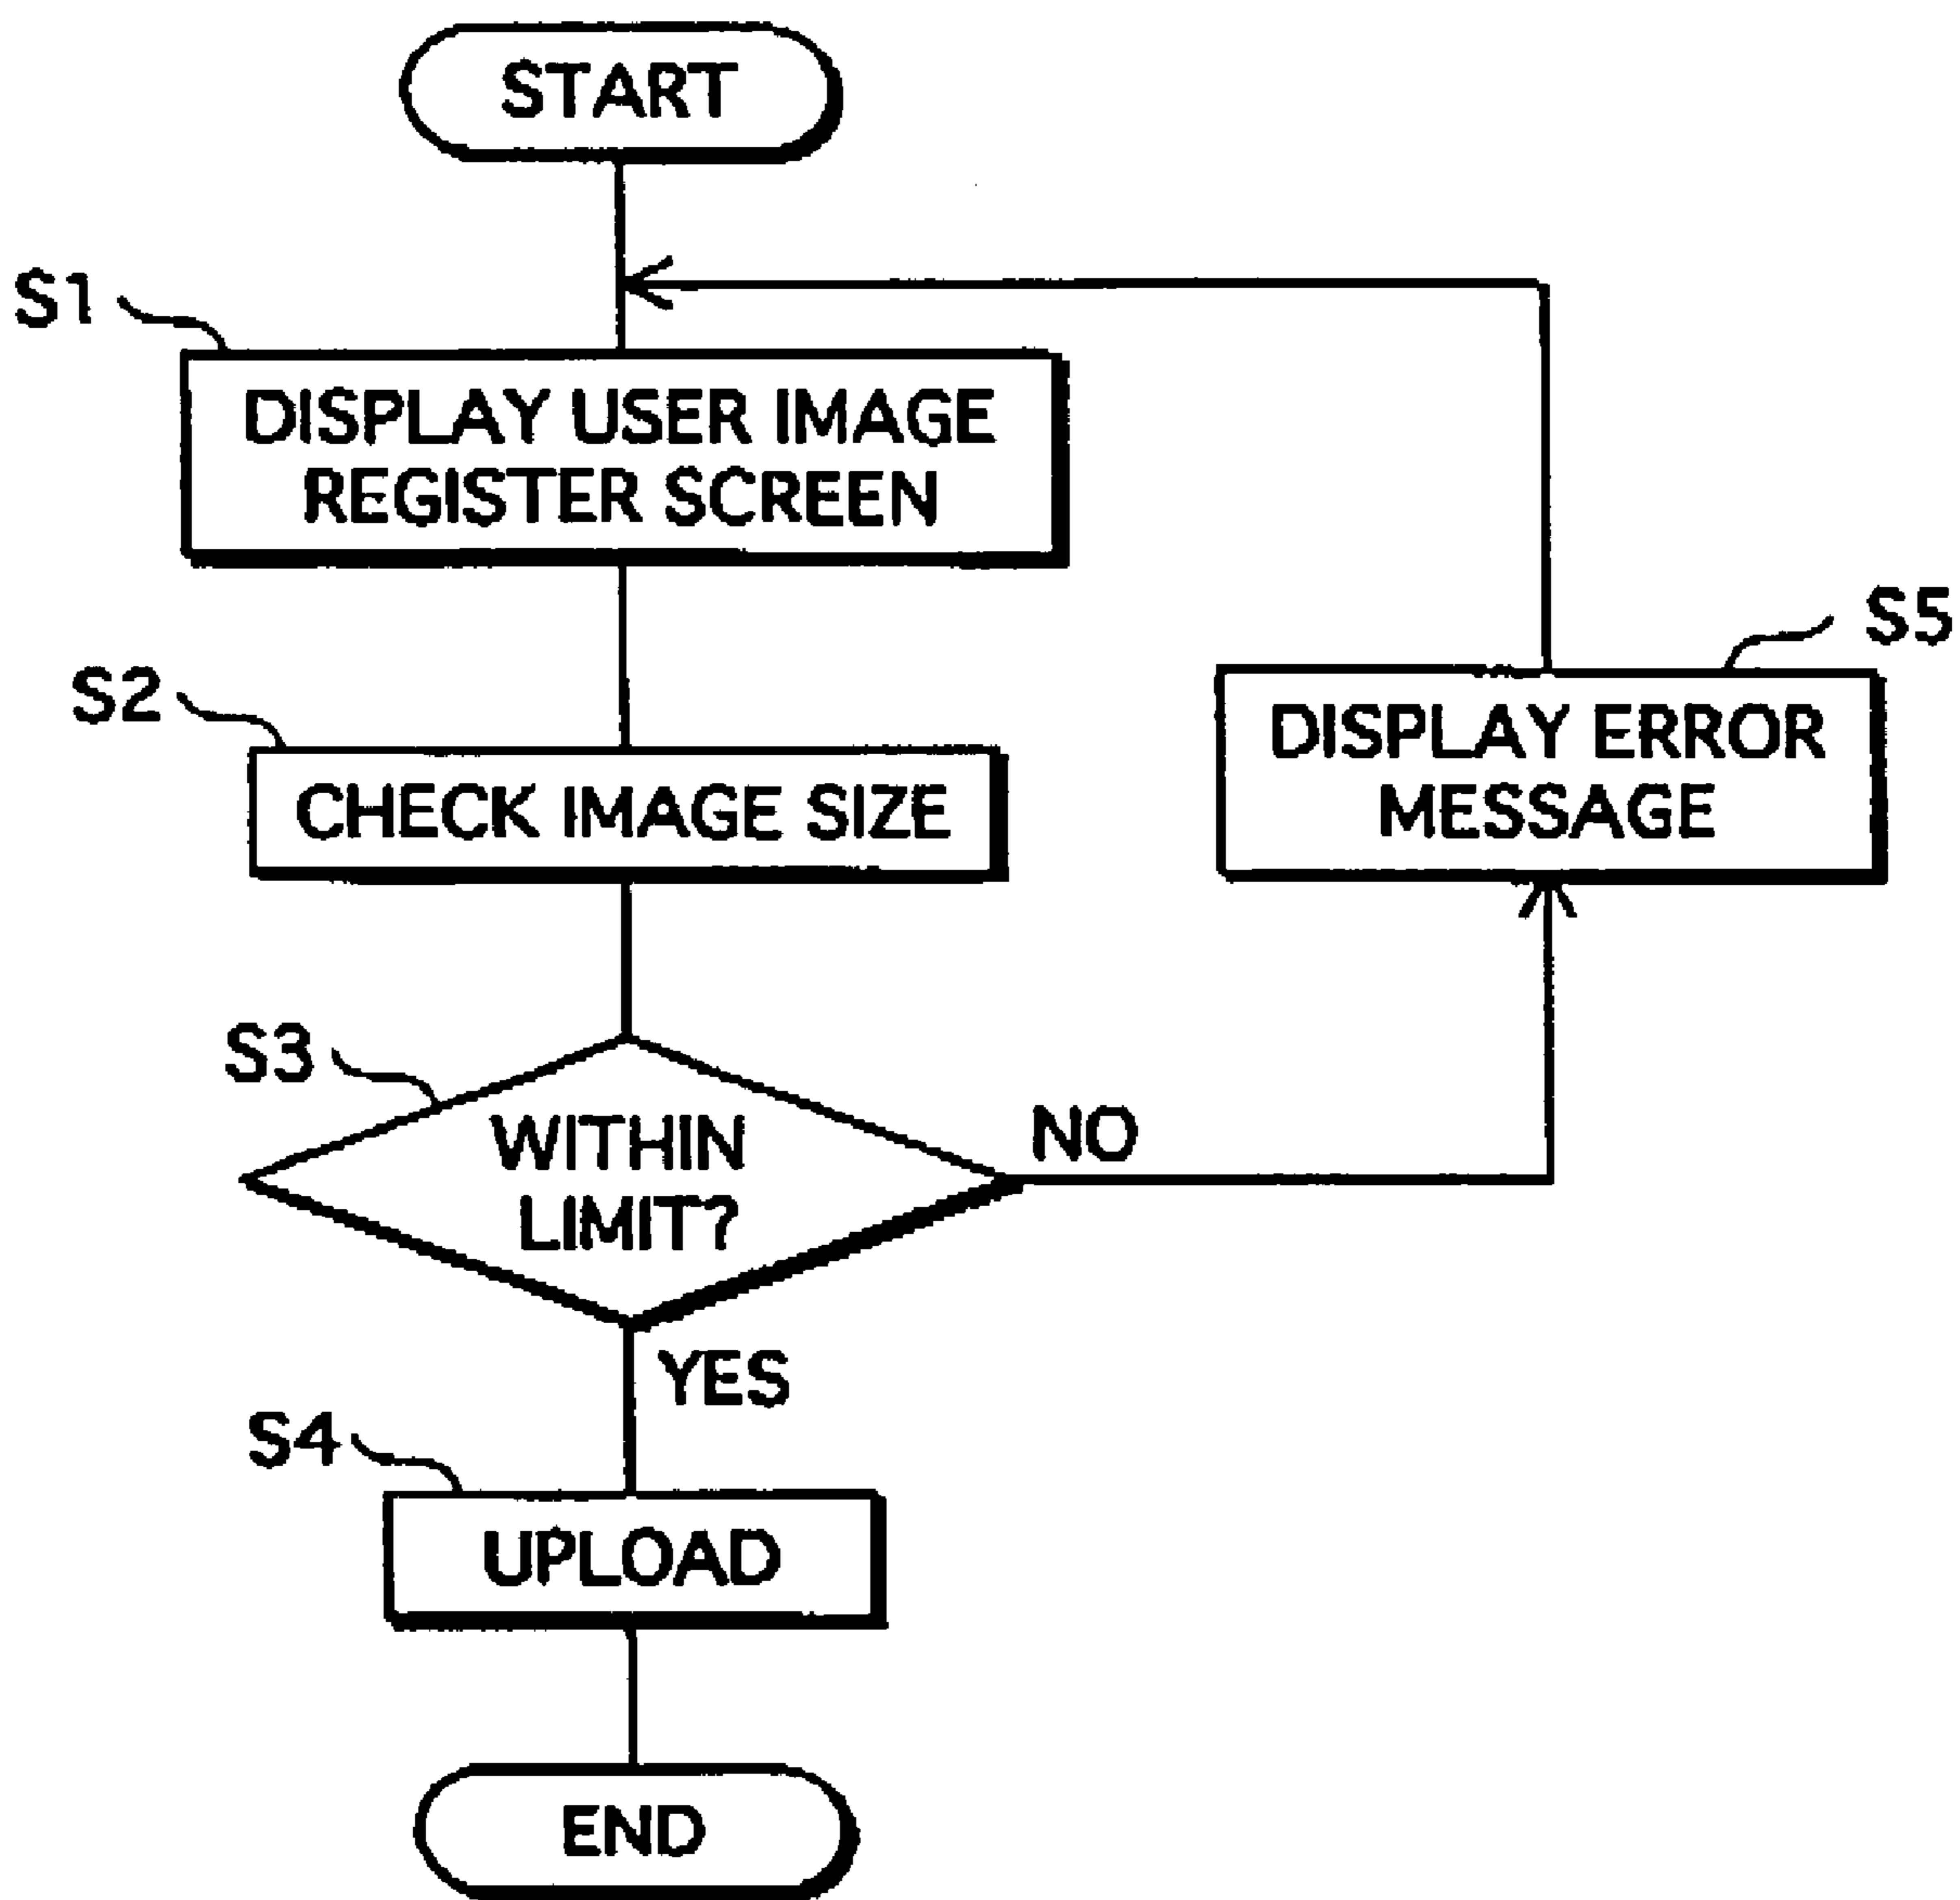 START
S1
DISPLAY USER IMAGE
REGISTER SCREEN
S2
CHECK IMAGE SIZE
S5
DISPLAY ERROR
MESSAGE
S3
WITHIN
LIMIT?
NO
YES
S4
UPLOAD
END